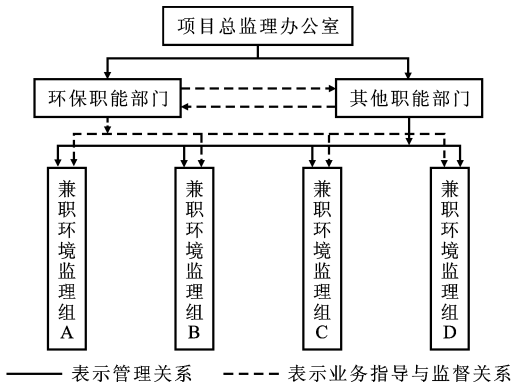 项目总监理办公室
环保职能部门
其他职能部门
兼职环境监理组A
兼职环境监理组B
兼职环境监理组C
兼职环境监理组D
表示管理关系
表示业务指导与监督关系